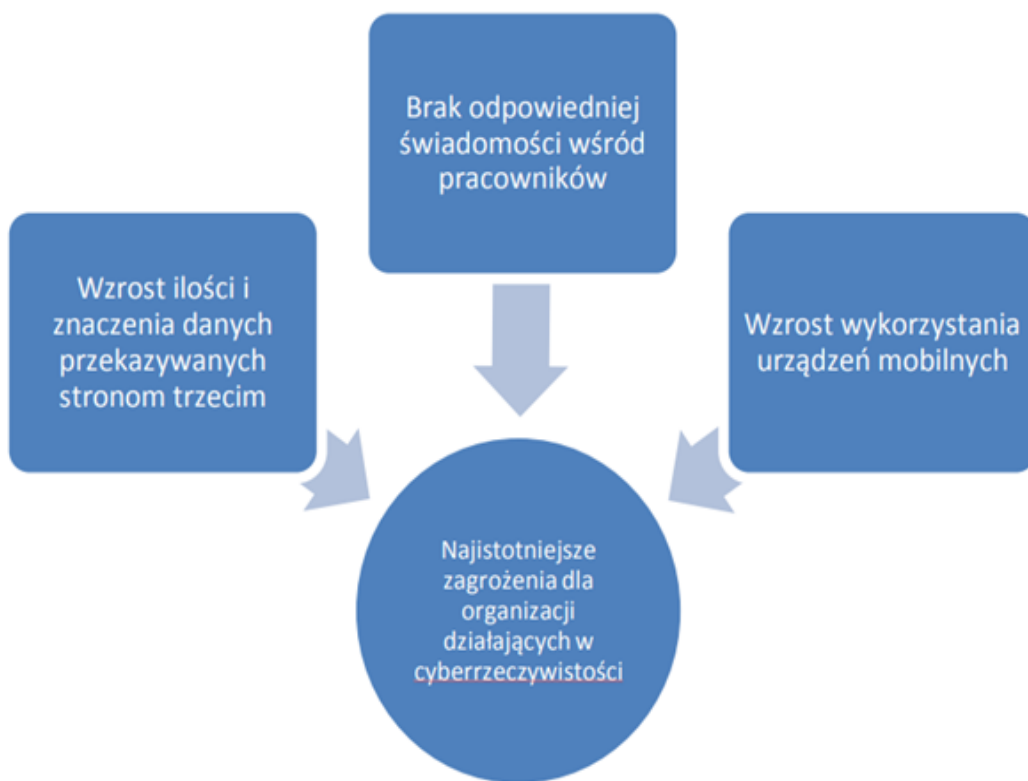 Brak odpowiedniej
świadomości wśród
pracowników
Wzrost ilości i
znaczenia danych
przekazywanych
stronom trzecim
Wzrost wykorzystania
urządzeń mobilnych
Najistotniejsze
zagrożenia dla
organizacji
działających w
cyberrzeczywistości